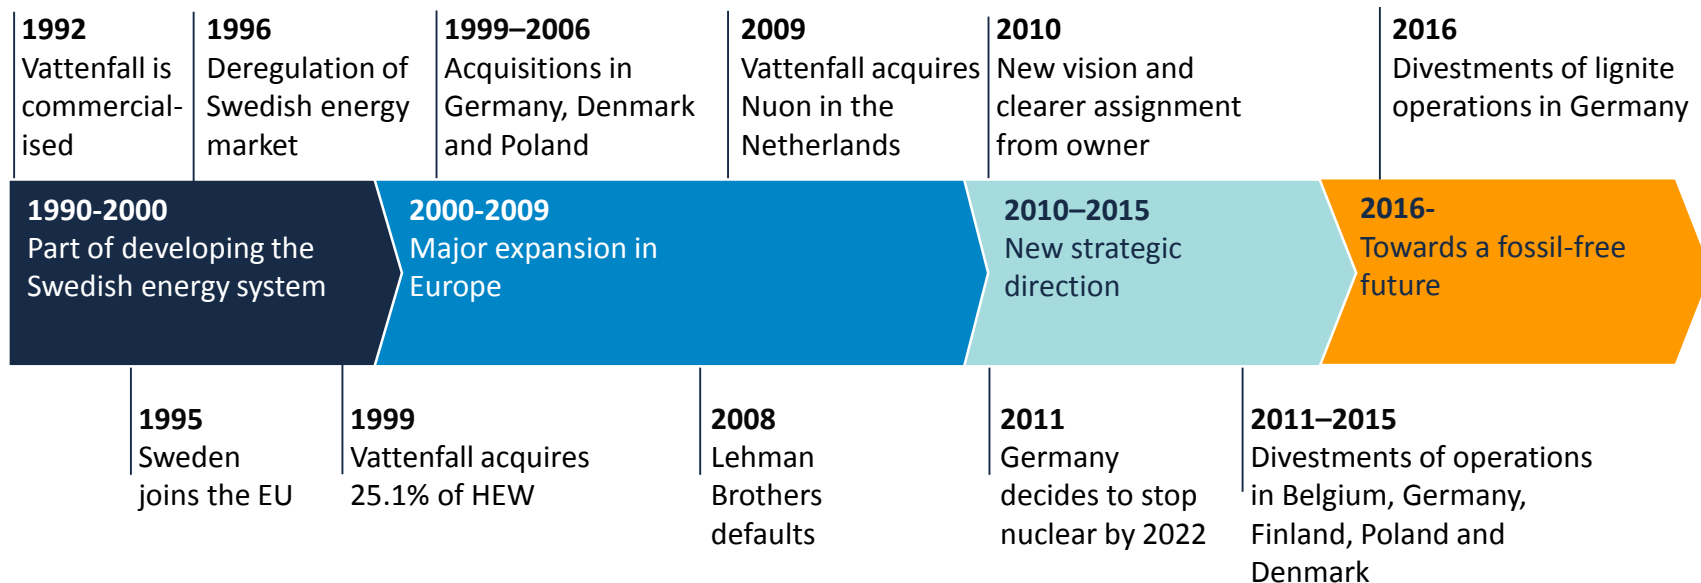 1992
Vattenfall is
commercial-
ised
1996
Deregulation of
Swedish energy
market
1999–2006
Acquisitions in
Germany, Denmark
and Poland
2009
Vattenfall acquires
Nuon in the
Netherlands
2010
New vision and
clearer assignment
from owner
2016
Divestments of lignite
operations in Germany
1990-2000
Part of developing the
Swedish energy system
2000-2009
Major expansion in
Europe
2010–2015
New strategic
direction
2016-
Towards a fossil-free
future
1995
Sweden
joins the EU
1999
Vattenfall acquires
25.1% of HEW
2008
Lehman
Brothers
defaults
2011
Germany
decides to stop
nuclear by 2022
2011–2015
Divestments of operations
in Belgium, Germany,
Finland, Poland and
Denmark